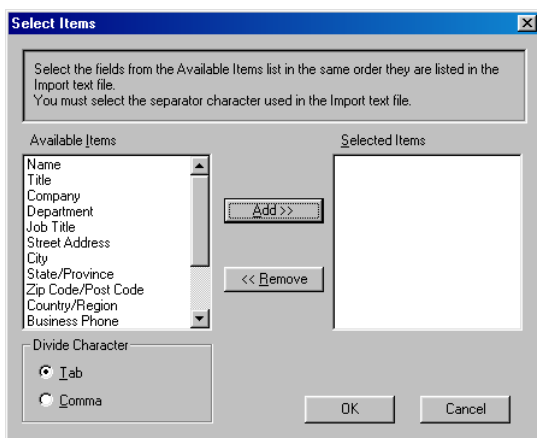 Select Items
Select the fields from the Available Items list in the same order they are listed in the
Import text file.
You must select the separator character used in the Import text file.
Available Items
Selected Items
Name
Title
Company
Department
Job Title
Street Address
City
State/Province
Zip Code/Post Code
Country/Region
Business Phone
Add >>
<< Remove
Divide Character
Tab
Comma
OK
Cancel